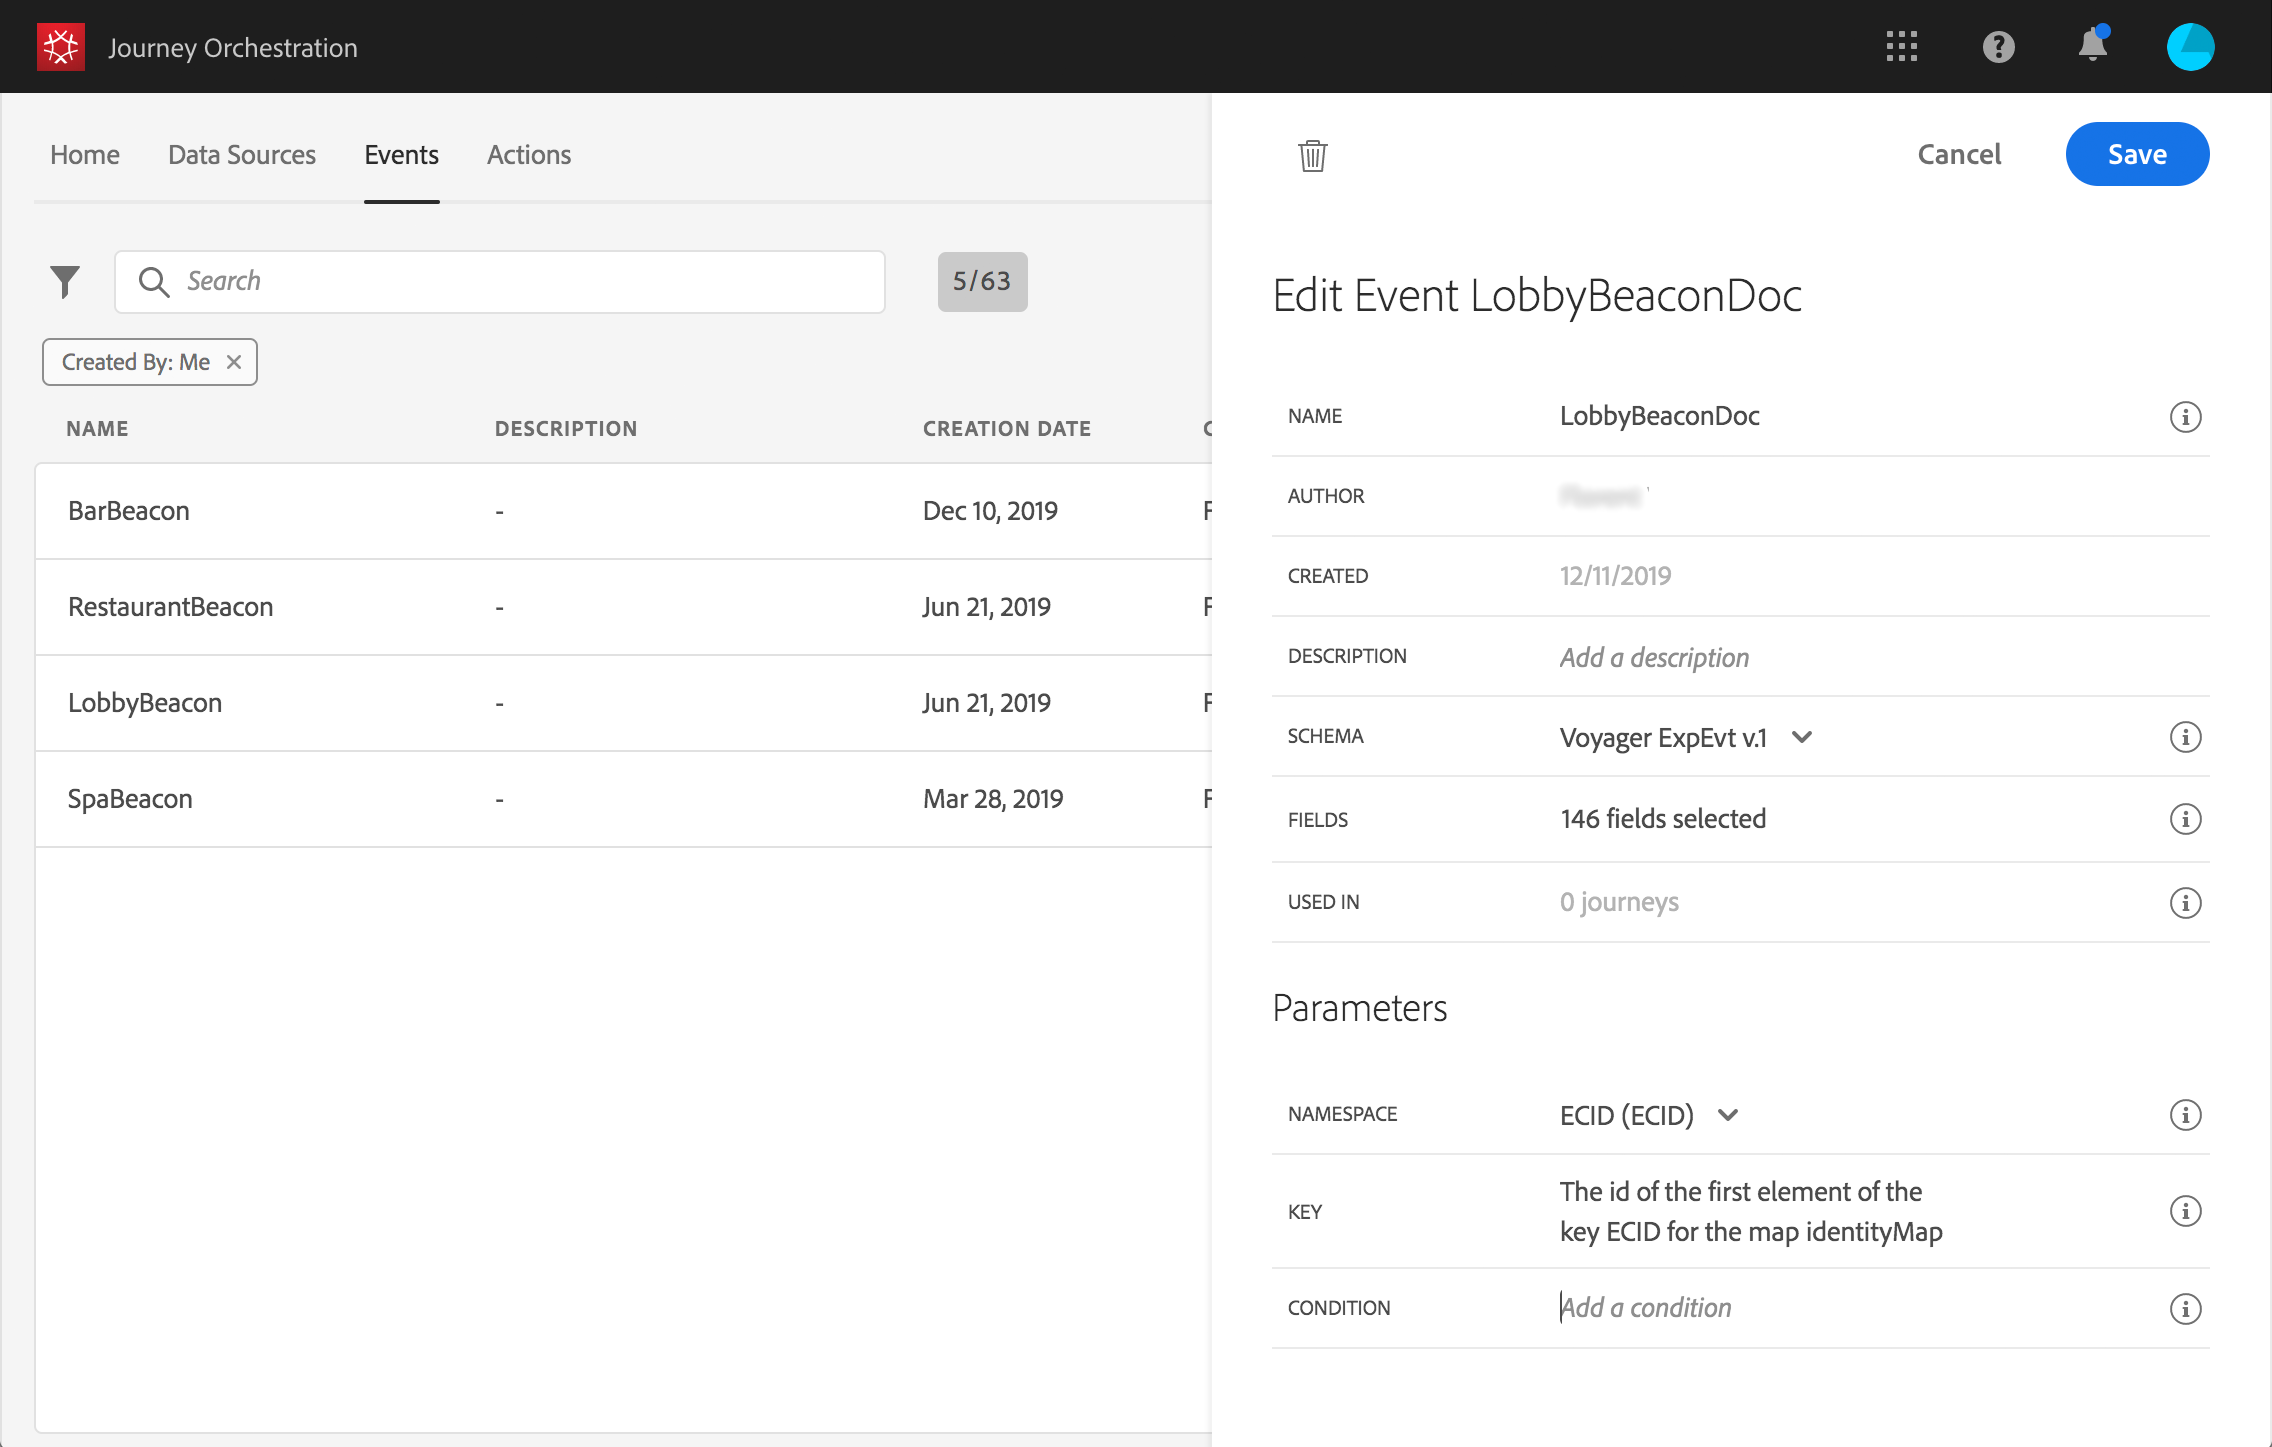 Journey Orchestration
Home Data Sources Events Actions
Search
5/63
Created By: Me
NAME DESCRIPTION CREATION DATE
BarBeacon - Dec 10, 2019
RestaurantBeacon - Jun 21, 2019
LobbyBeacon - Jun 21, 2019
SpaBeacon - Mar 28, 2019
Cancel Save
Edit Event LobbyBeaconDoc
NAME LobbyBeaconDoc
AUTHOR
CREATED 12/11/2019
DESCRIPTION Add a description
SCHEMA Voyager ExpEvt v.1
FIELDS 146 fields selected
USED IN 0 journeys
Parameters
NAMESPACE ECID (ECID)
KEY The id of the first element of the
key ECID for the map identityMap
CONDITION Add a condition